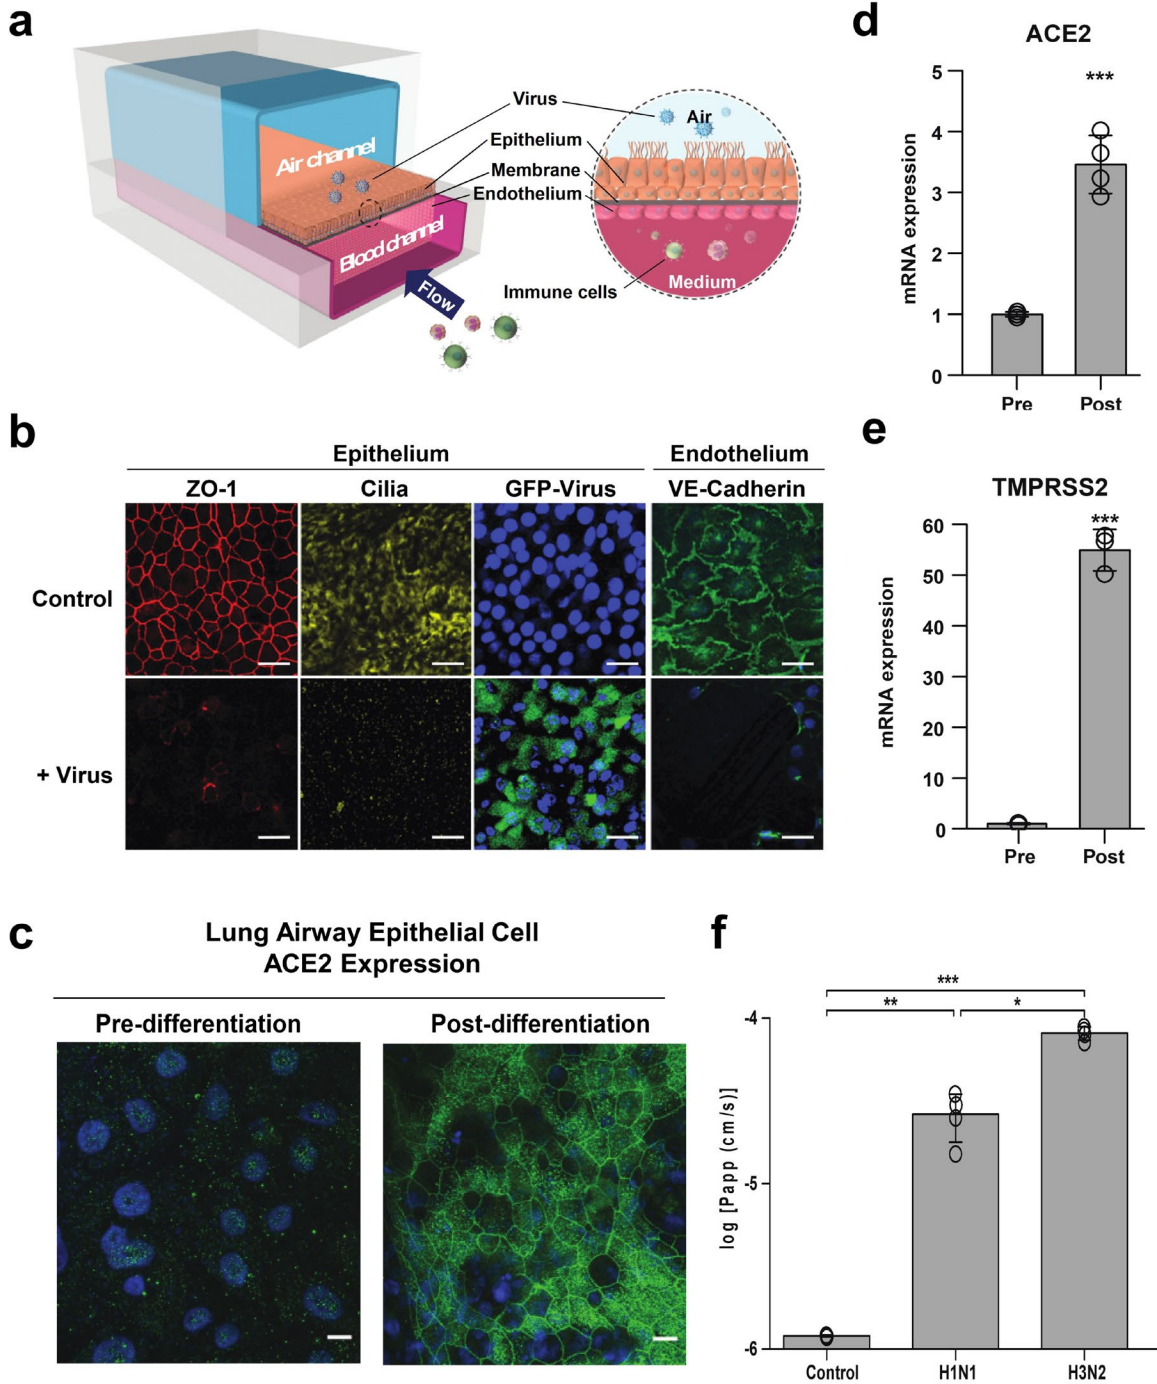 a
Air channel
Blood channel
Flow
Virus
Epithelium
Membrane
Endothelium
Immune cells
Air
Medium
b
Epithelium
Endothelium
ZO-1
Cilia
GFP-Virus
VE-Cadherin
Control
+ Virus
c
Lung Airway Epithelial Cell
ACE2 Expression
Pre-differentiation
Post-differentiation
d
ACE2
mRNA expression
5
4
3
2
1
0
***
Pre
Post
e
TMPRSS2
mRNA expression
60
50
40
30
20
10
0
***
Pre
Post
f
log [Papp (cm/s)]
-4
-5
-6
***
**
*
Control
H1N1
H3N2